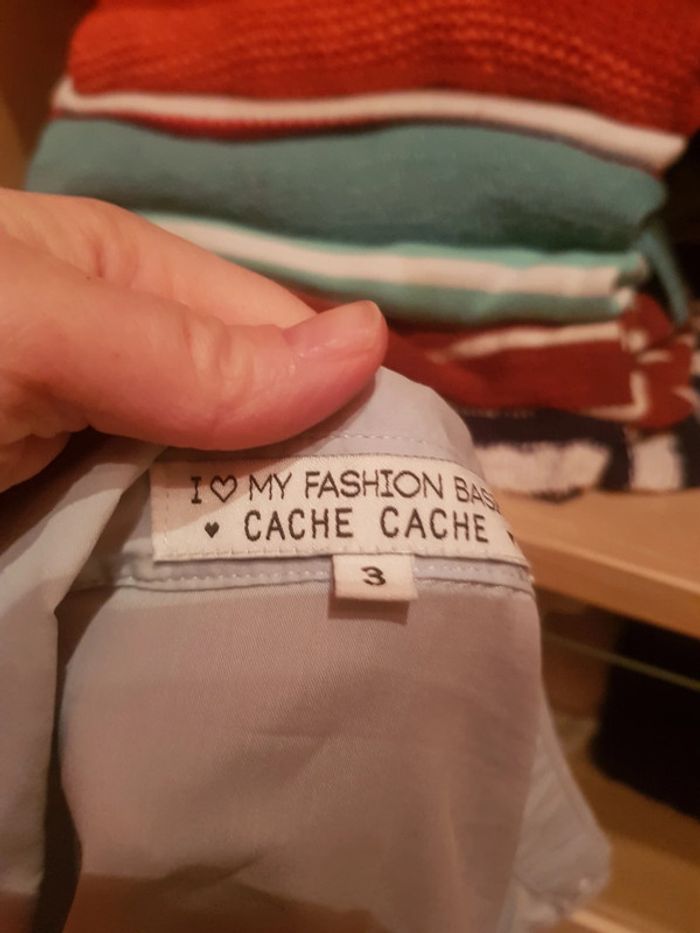 I ♡ MY FASHION
♥ CACHE CACHE ♥
3